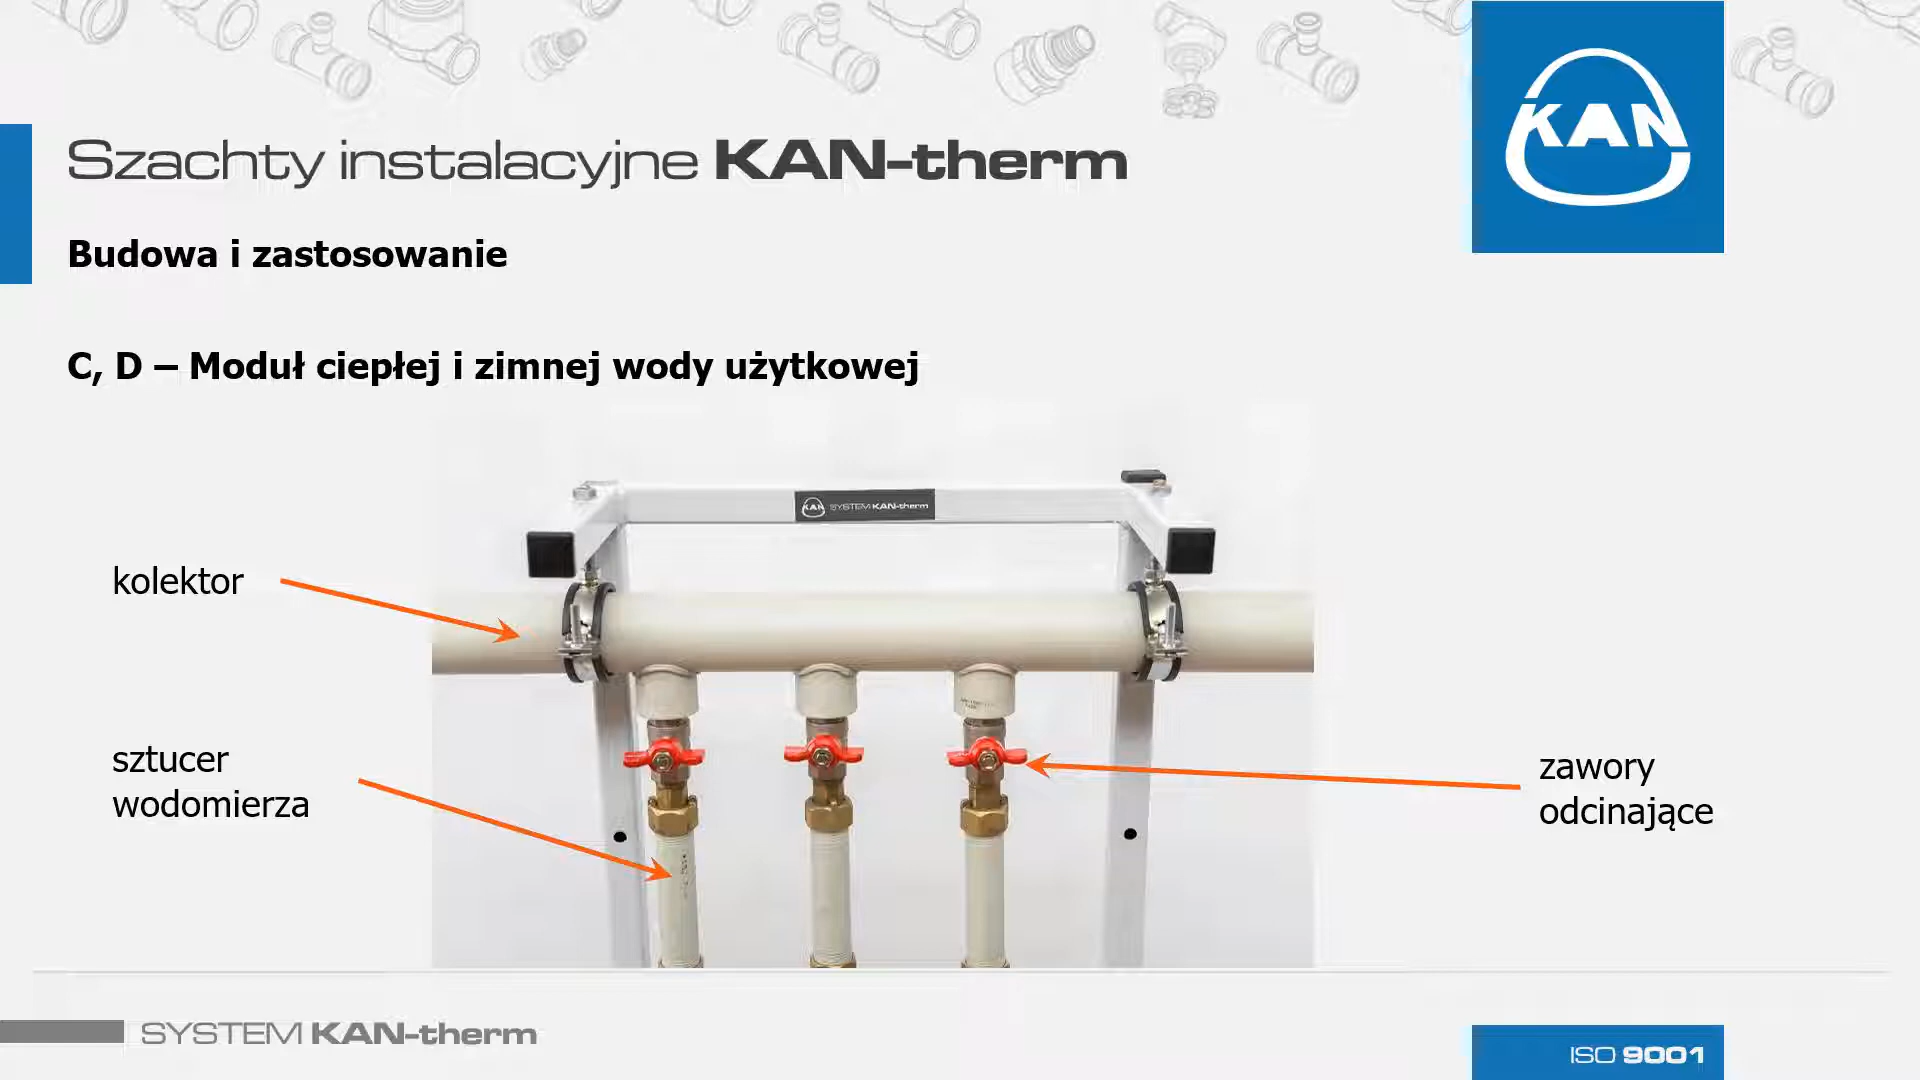 KAN
Szachty instalacyjne KAN-therm
Budowa i zastosowanie
C, D – Moduł ciepłej i zimnej wody użytkowej
KAN SYSTEM KAN-therm
kolektor
sztucer
wodomierza
zawory
odcinające
SYSTEM KAN-therm
ISO 9001